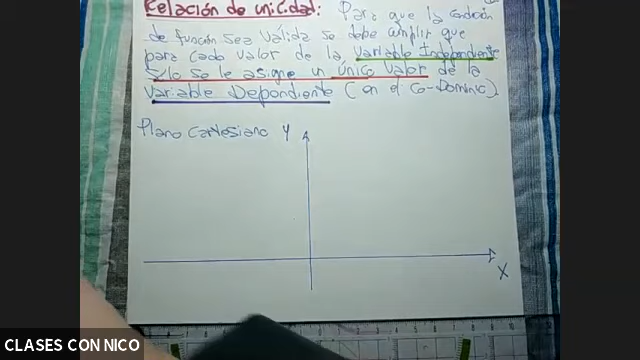 Relación de unicidad: Para que la condición
de función sea válida se debe cumplir que
para cada valor de la Variable Independiente
Sólo se le asigne un único valor de la
Variable Dependiente (en el Co-Dominio)
Plano Cartesiano Y
X
CLASES CON NICO